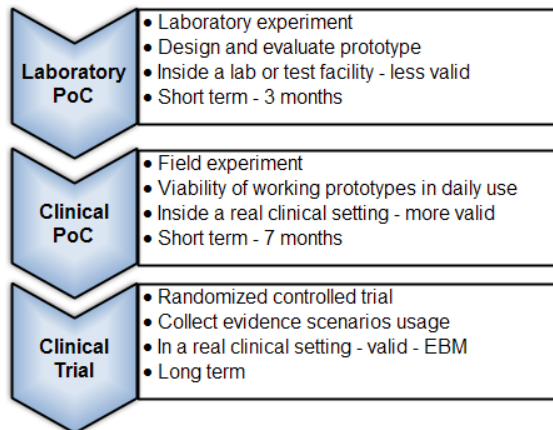 Laboratory
PoC
• Laboratory experiment
• Design and evaluate prototype
• Inside a lab or test facility - less valid
• Short term - 3 months
Clinical
PoC
• Field experiment
• Viability of working prototypes in daily use
• Inside a real clinical setting - more valid
• Short term - 7 months
Clinical
Trial
• Randomized controlled trial
• Collect evidence scenarios usage
• In a real clinical setting - valid - EBM
• Long term